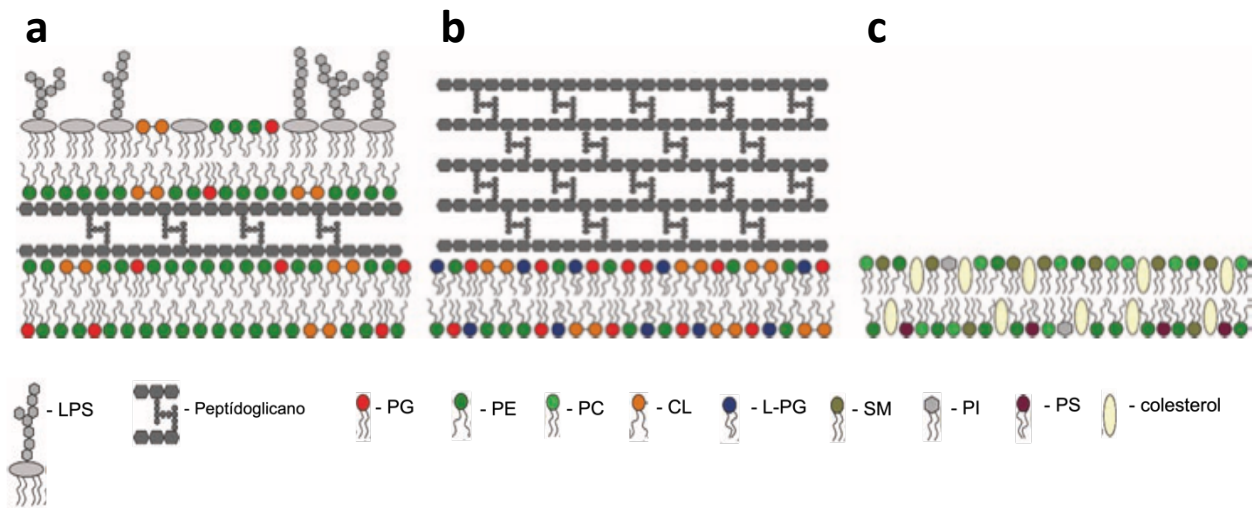 a b c
- LPS - Peptídoglicano - PG - PE - PC - CL - L-PG - SM - PI - PS - colesterol